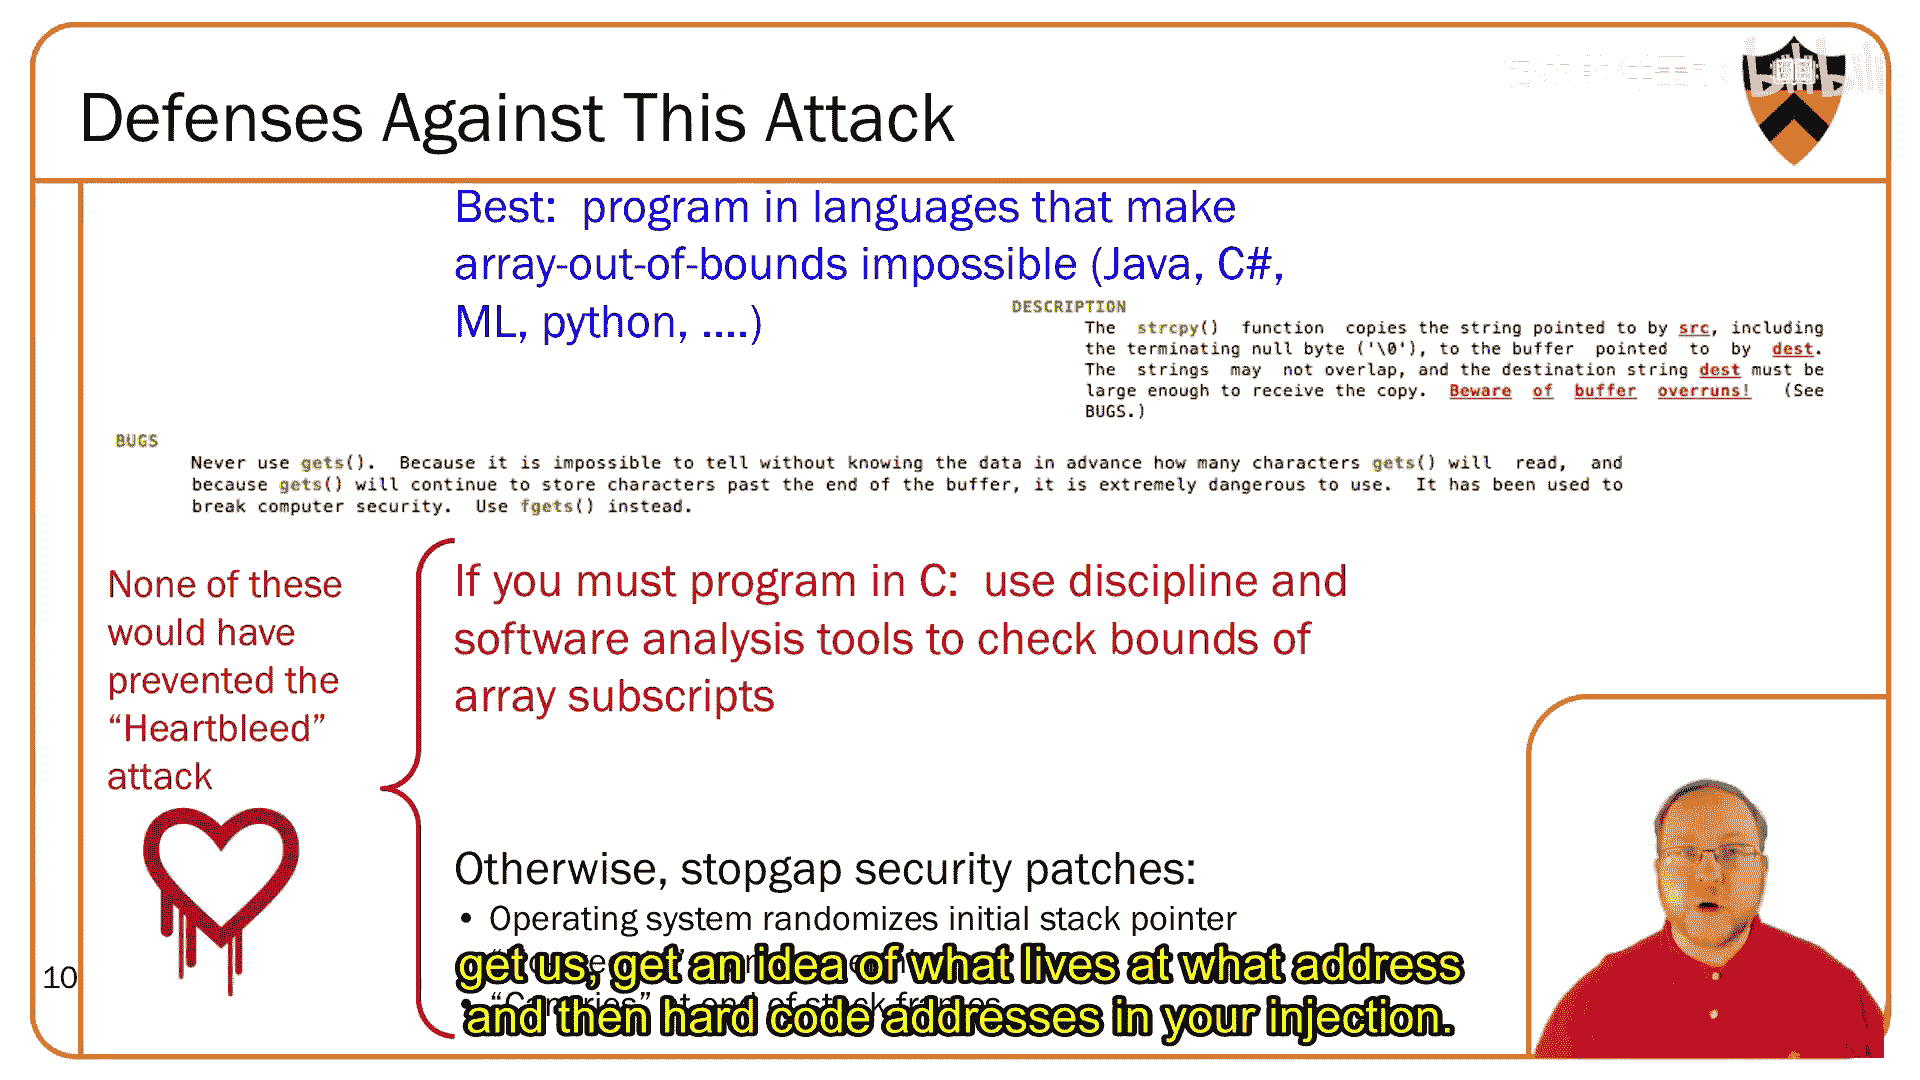 Defenses Against This Attack
Best: program in languages that make
array-out-of-bounds impossible (Java, C#,
ML, python, ....)
DESCRIPTION
The strcpy() function copies the string pointed to by src, including
the terminating null byte ('\0'), to the buffer pointed to by dest.
The strings may not overlap, and the destination string dest must be
large enough to receive the copy. Beware of buffer overruns! (See
BUGS.)
BUGS
Never use gets(). Because it is impossible to tell without knowing the data in advance how many characters gets() will read, and
because gets() will continue to store characters past the end of the buffer, it is extremely dangerous to use. It has been used to
break computer security. Use fgets() instead.
None of these
would have
prevented the
“Heartbleed”
attack
If you must program in C: use discipline and
software analysis tools to check bounds of
array subscripts
Otherwise, stopgap security patches:
• Operating system randomizes initial stack pointer
• “Canaries” at end of stack frames
get us, get an idea of what lives at what address
and then hard code addresses in your injection.
10